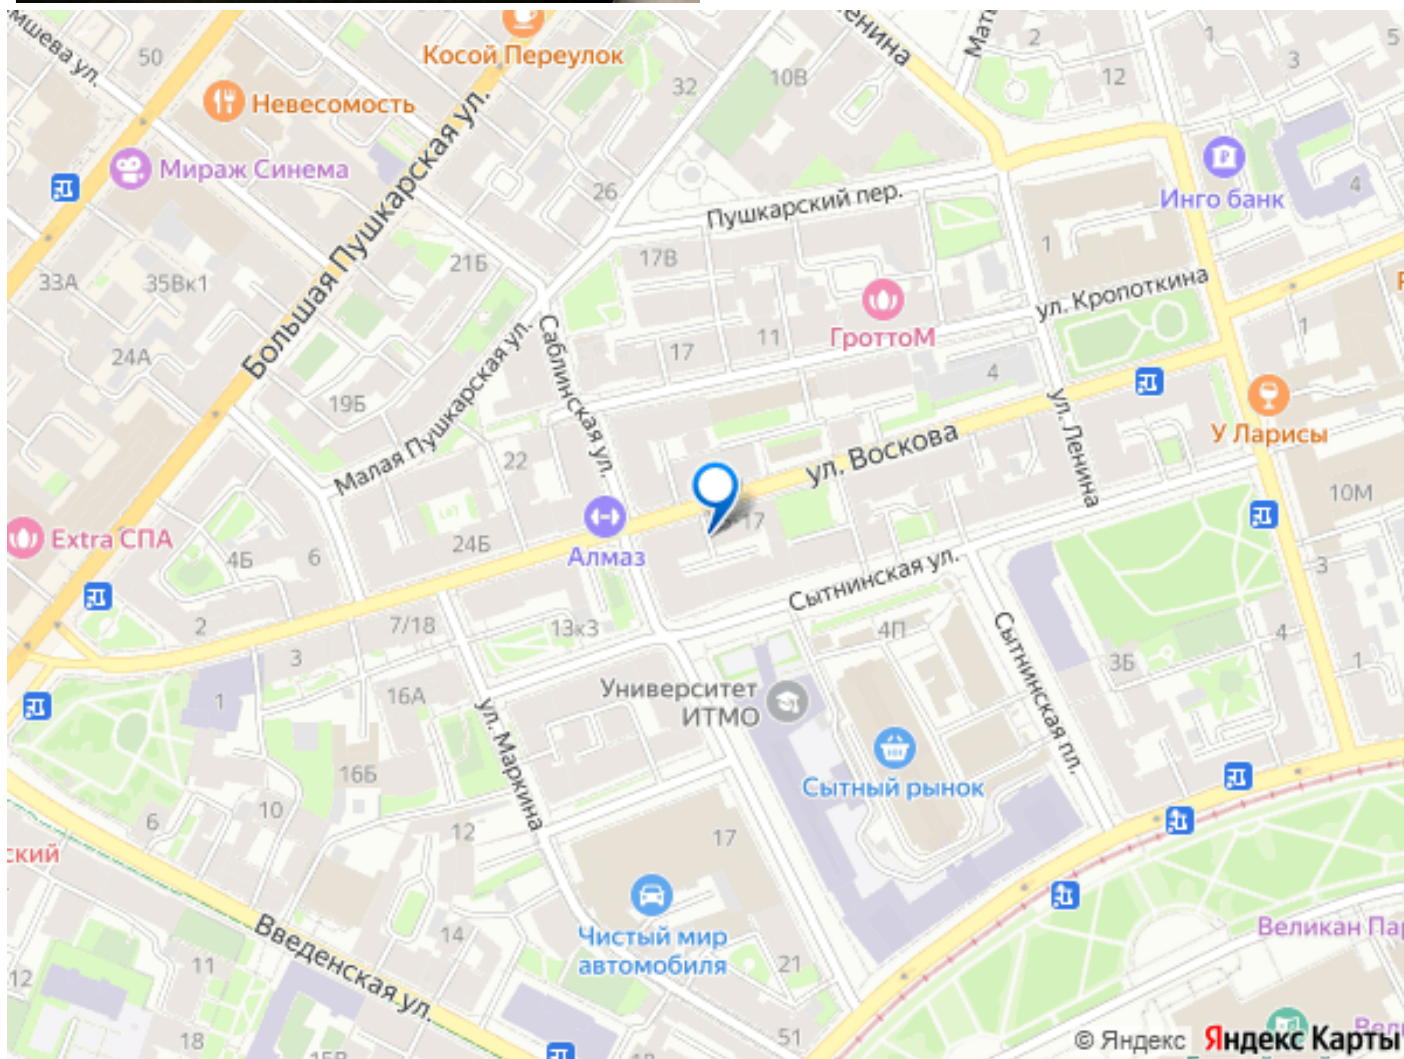 50
Косой Переулок
32
10В
2
12
1
3
5
Невесомость
Большая Пушкарская ул.
Мираж Синема
26
Пушкарский пер.
Инго банк
4
33А
35Вк1
21Б
17В
1
ул. Кропоткина
24А
Малая Пушкарская ул.
Саблинская ул.
17
11
ГроттоМ
4
1
19Б
ул. Ленина
У Ларисы
22
ул. Воскова
10М
Extra СПА
4Б
6
24Б
Алмаз
17
Сытнинская ул.
3
2
7/18
13к3
4П
Сытнинская пл.
4
3
3Б
1
1
16А
Университет
ИТМО
ул. Маркина
16Б
Сытный рынок
10
6
12
17
ский
Введенская ул.
14
Чистый мир
автомобиля
21
Великан Пар
12
11
18
15В
51
© Яндекс Яндекс Карты